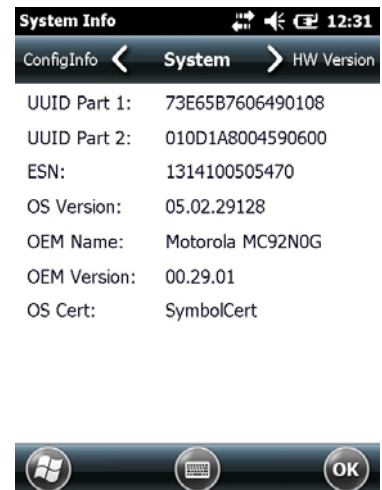 System Info 12:31
ConfigInfo System HW Version
UUID Part 1: 73E65B7606490108
UUID Part 2: 010D1A8004590600
ESN: 1314100505470
OS Version: 05.02.29128
OEM Name: Motorola MC92N0G
OEM Version: 00.29.01
OS Cert: SymbolCert
OK